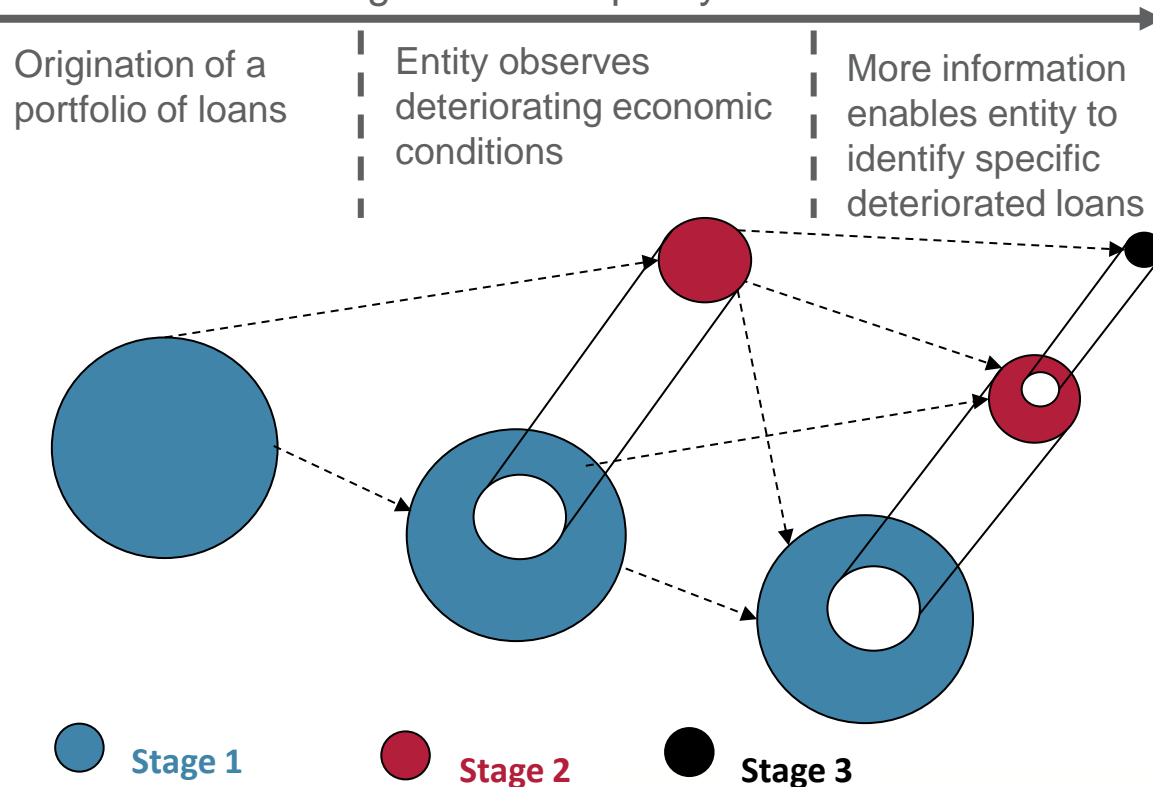 Origination of a
portfolio of loans
Entity observes
deteriorating economic
conditions
More information
enables entity to
identify specific
deteriorated loans
Stage 1
Stage 2
Stage 3